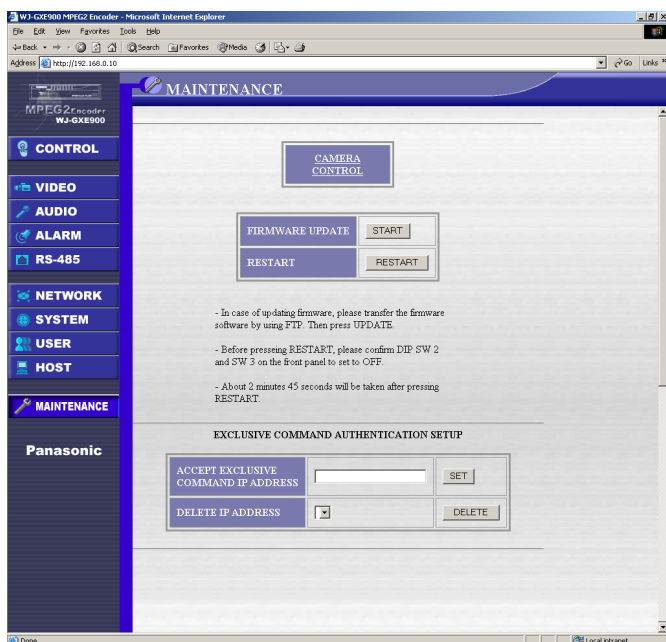 WJ-GXE900 MPEG2 Encoder - Microsoft Internet Explorer
File Edit View Favorites Tools Help
Back Search Favorites Media
Address http://192.168.0.10 Go Links »
MPEG2Encoder
WJ-GXE900
CONTROL
VIDEO
AUDIO
ALARM
RS-485
NETWORK
SYSTEM
USER
HOST
MAINTENANCE
Panasonic
MAINTENANCE
CAMERA
CONTROL
FIRMWARE UPDATE START
RESTART RESTART
- In case of updating firmware, please transfer the firmware
software by using FTP. Then press UPDATE.
- Before presseing RESTART, please confirm DIP SW 2
and SW 3 on the front panel to set to OFF.
- About 2 minutes 45 seconds will be taken after pressing
RESTART.
EXCLUSIVE COMMAND AUTHENTICATION SETUP
ACCEPT EXCLUSIVE
COMMAND IP ADDRESS SET
DELETE IP ADDRESS DELETE
Done Local intranet